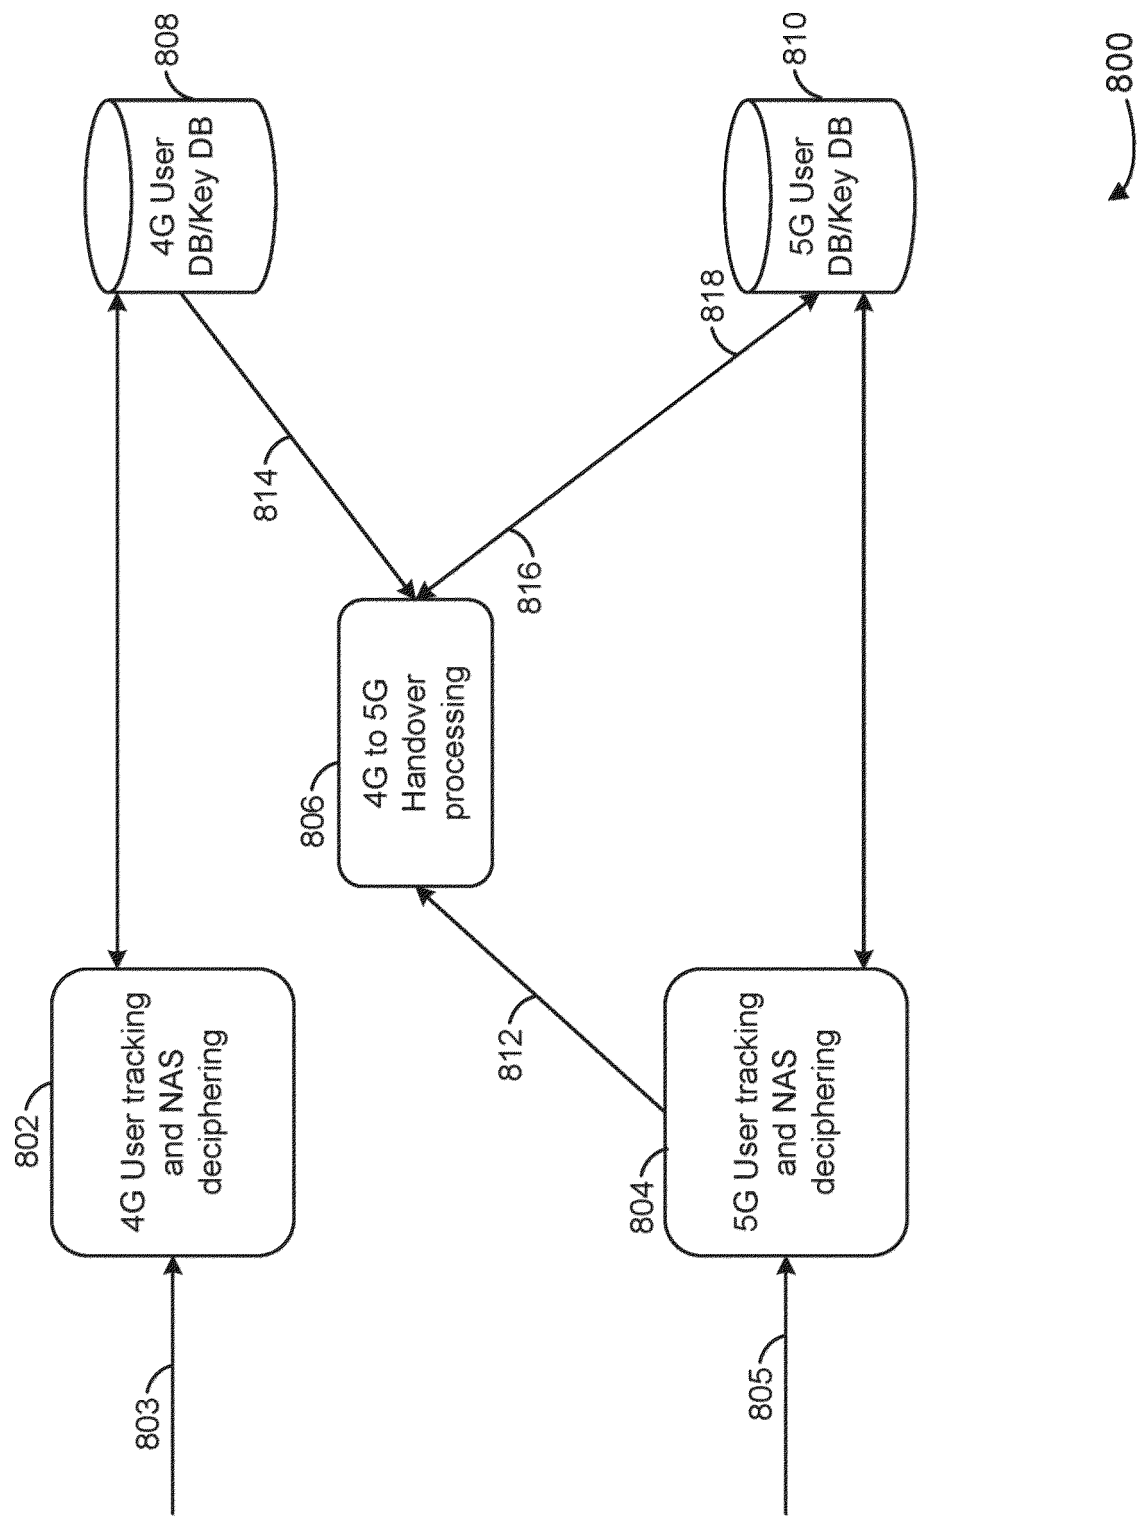 803
802
4G User tracking
and NAS
deciphering
808
4G User
DB/Key DB
814
806
4G to 5G
Handover
processing
812
816
818
805
804
5G User tracking
and NAS
deciphering
810
5G User
DB/Key DB
800